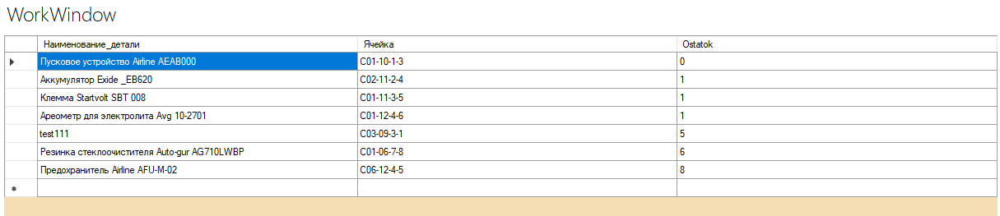 WorkWindow
Наименование_детали Ячейка Ostatok
Пусковое устройство Airline AEAB000 C01-10-1-3 0
Аккумулятор Exide _EB620 C02-11-2-4 1
Клемма Startvolt SBT 008 C01-11-3-5 1
Ареометр для электролита Avg 10-2701 C01-12-4-6 1
test111 C03-09-3-1 5
Резинка стеклоочистителя Auto-gur AG710LWBP C01-06-7-8 6
Предохранитель Airline AFU-M-02 C06-12-4-5 8